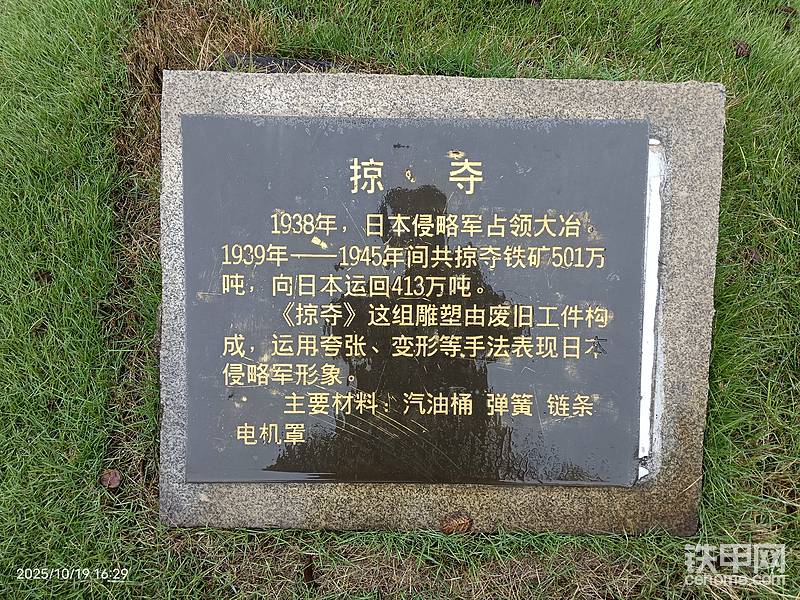 掠 夺
1938年，日本侵略军占领大冶。
1939年——1945年间共掠夺铁矿501万
吨，向日本运回413万吨。
《掠夺》这组雕塑由废旧工件构
成，运用夸张、变形等手法表现日本
侵略军形象。
主要材料：汽油桶 弹簧 链条
电机罩
2025/10/19 16:29
铁甲网
cehome.com